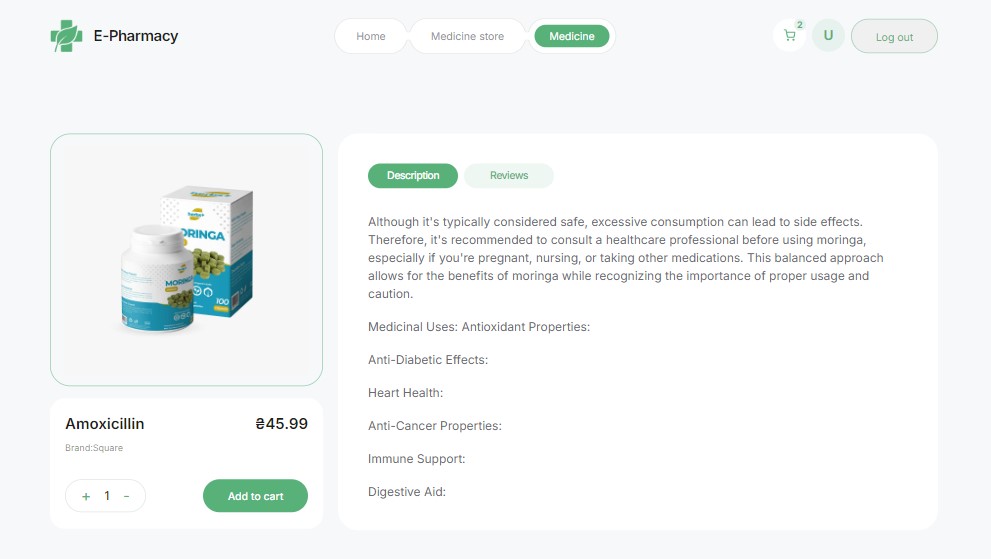 E-Pharmacy
Home
Medicine store
Medicine
2
U
Log out
MORINGA
MORINGA
100
Description
Reviews
Although it's typically considered safe, excessive consumption can lead to side effects.
Therefore, it's recommended to consult a healthcare professional before using moringa,
especially if you're pregnant, nursing, or taking other medications. This balanced approach
allows for the benefits of moringa while recognizing the importance of proper usage and
caution.
Medicinal Uses: Antioxidant Properties:
Anti-Diabetic Effects:
Heart Health:
Anti-Cancer Properties:
Immune Support:
Digestive Aid:
Amoxicillin
₴45.99
Brand:Square
+ 1 -
Add to cart